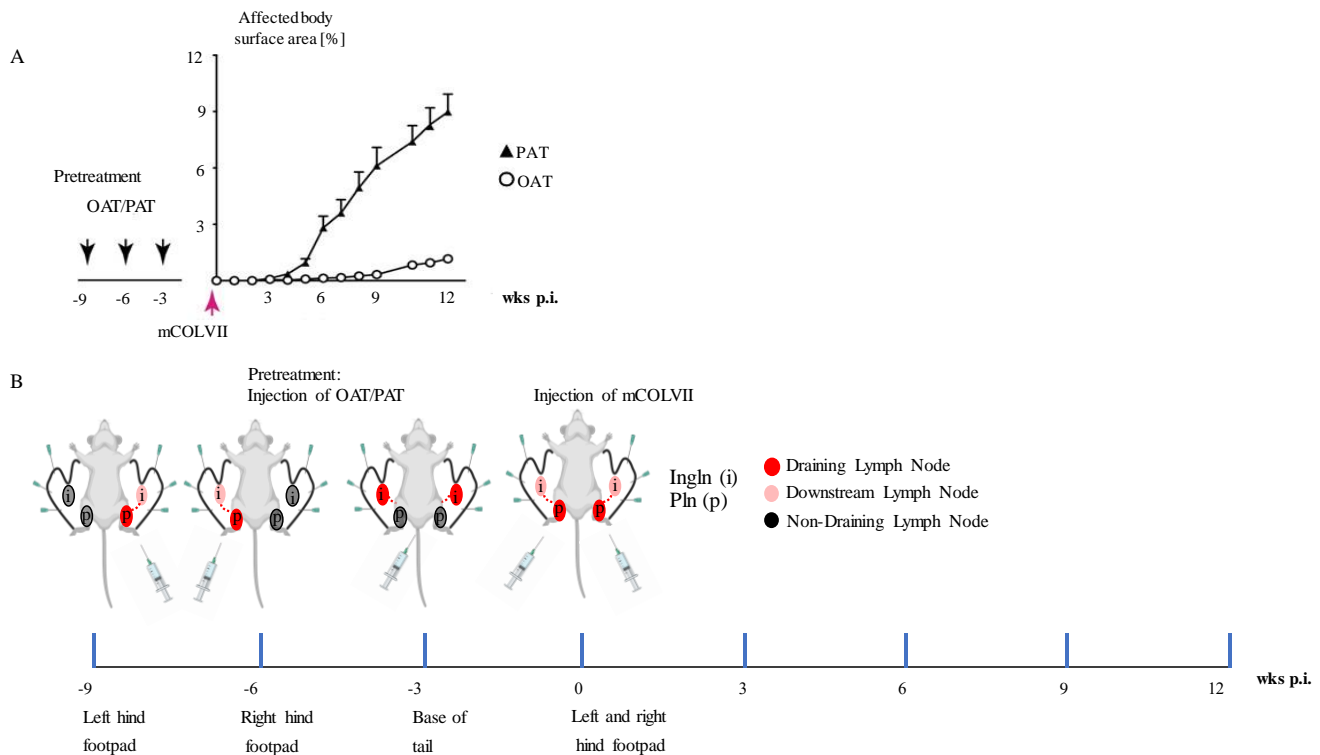 A
Affected body
surface area [%]
12
9
6
3
Pretreatment
OAT/PAT
-9 -6 -3
3 6 9 12 wks p.i.
mCOLVII
PAT
OAT
B
Pretreatment:
Injection of OAT/PAT
Injection of mCOLVII
i i p p
i i p p
i i p p
i i p p
Ingln (i)
Pln (p)
Draining Lymph Node
Downstream Lymph Node
Non-Draining Lymph Node
-9 -6 -3 0 3 6 9 12 wks p.i.
Left hind
footpad
Right hind
footpad
Base of
tail
Left and right
hind footpad